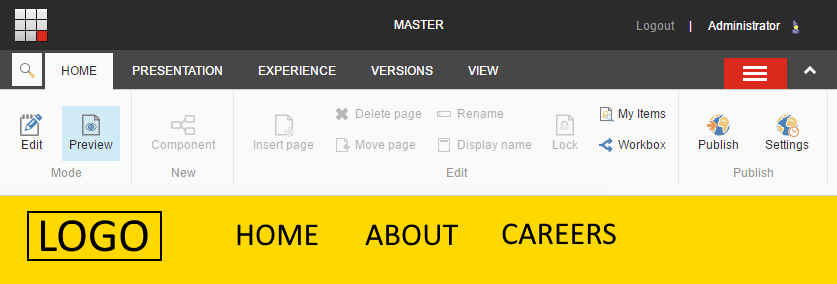 MASTER
Logout | Administrator
HOME PRESENTATION EXPERIENCE VERSIONS VIEW
Edit
Preview
Mode
Component
New
Insert page
Delete page
Move page
Rename
Display name
Lock
My Items
Workbox
Edit
Publish
Settings
Publish
LOGO HOME ABOUT CAREERS